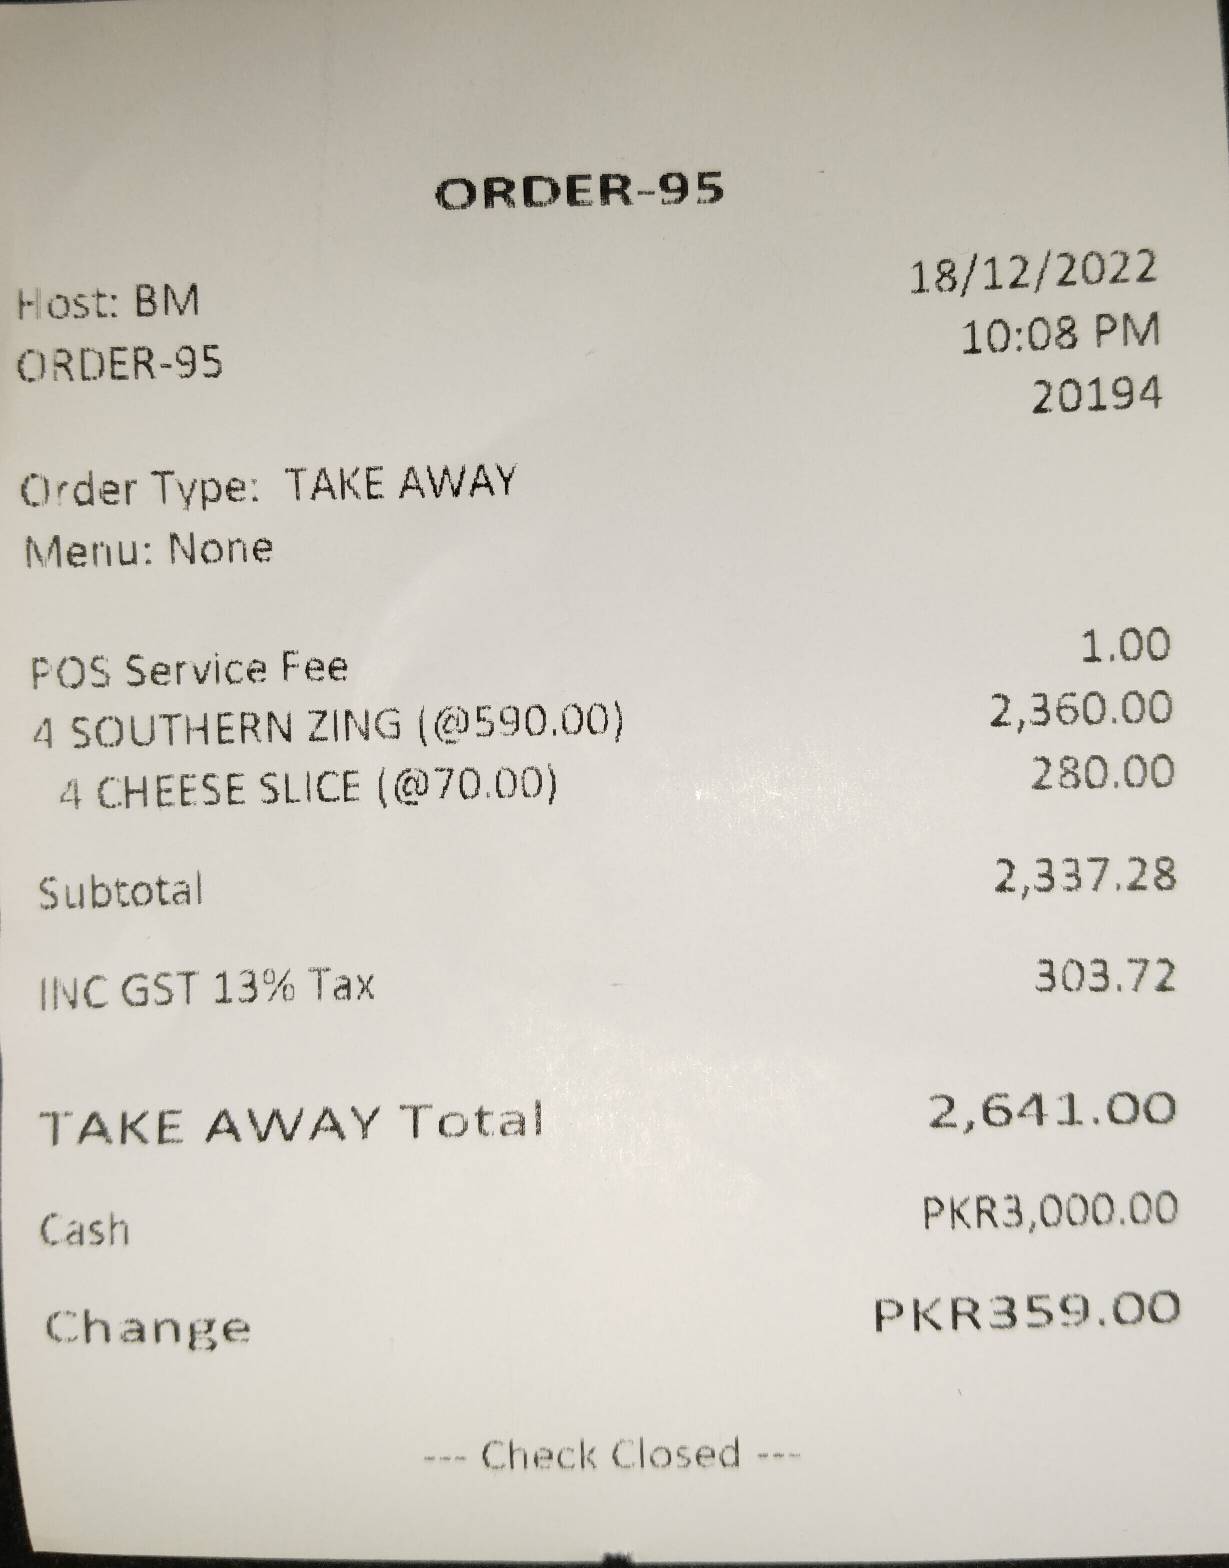 ORDER-95
Host: BM 18/12/2022
ORDER-95 10:08 PM
20194
Order Type: TAKE AWAY
Menu: None
POS Service Fee 1.00
4 SOUTHERN ZING (@590.00) 2,360.00
4 CHEESE SLICE (@70.00) 280.00
Subtotal 2,337.28
INC GST 13% Tax 303.72
TAKE AWAY Total 2,641.00
Cash PKR3,000.00
Change PKR359.00
--- Check Closed ---